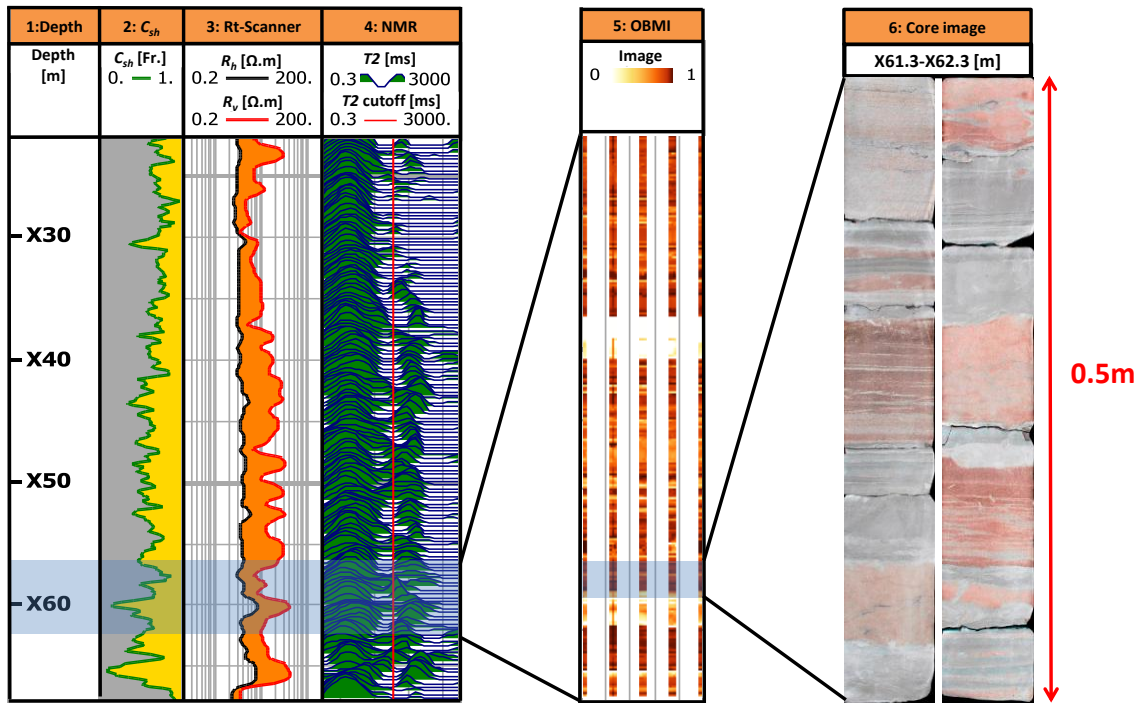 1:Depth
2: Csh
3: Rt-Scanner
4: NMR
Depth
[m]
Csh [Fr.]
0. 1.
Rh [Ω.m]
0.2 200.
Rv [Ω.m]
0.2 200.
T2 [ms]
0.3 3000
T2 cutoff [ms]
0.3 3000.
X30
X40
X50
X60
5: OBMI
Image
0 1
6: Core image
X61.3-X62.3 [m]
0.5m